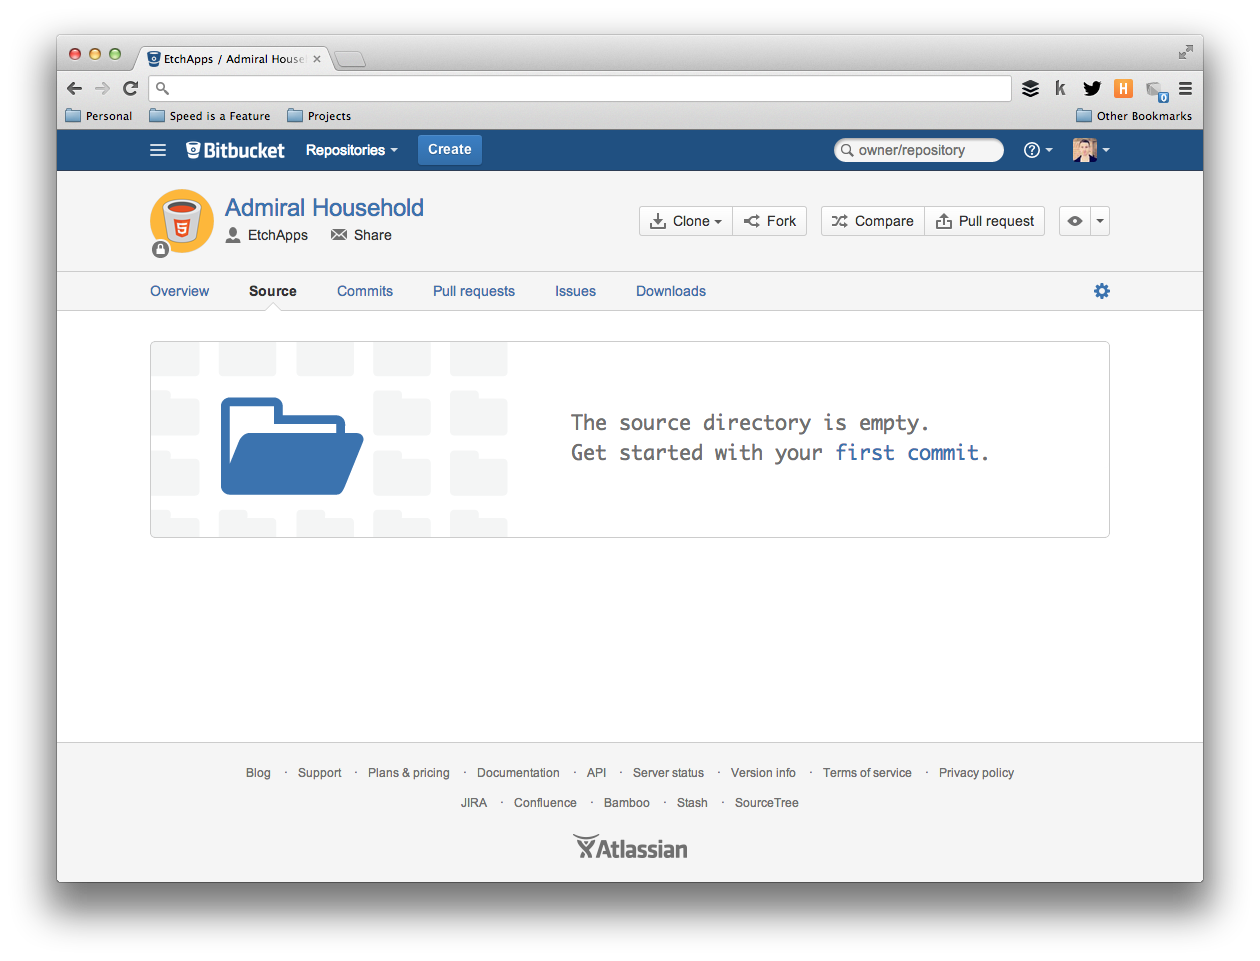 EtchApps / Admiral House
Personal Speed is a Feature Projects Other Bookmarks
Bitbucket Repositories Create owner/repository
Admiral Household
EtchApps Share
Clone Fork Compare Pull request
Overview Source Commits Pull requests Issues Downloads
The source directory is empty.
Get started with your first commit.
Blog · Support · Plans & pricing · Documentation · API · Server status · Version info · Terms of service · Privacy policy
JIRA · Confluence · Bamboo · Stash · SourceTree
Atlassian